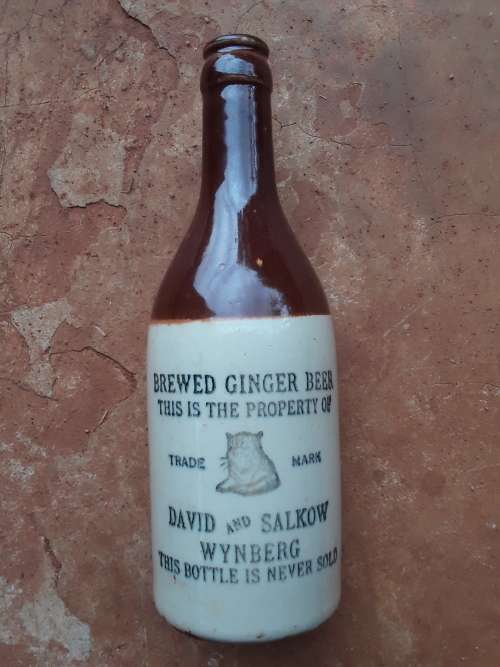 BREWED GINGER BEER
THIS IS THE PROPERTY OF
TRADE MARK
DAVID AND SALKOW
WYNBERG
THIS BOTTLE IS NEVER SOLD